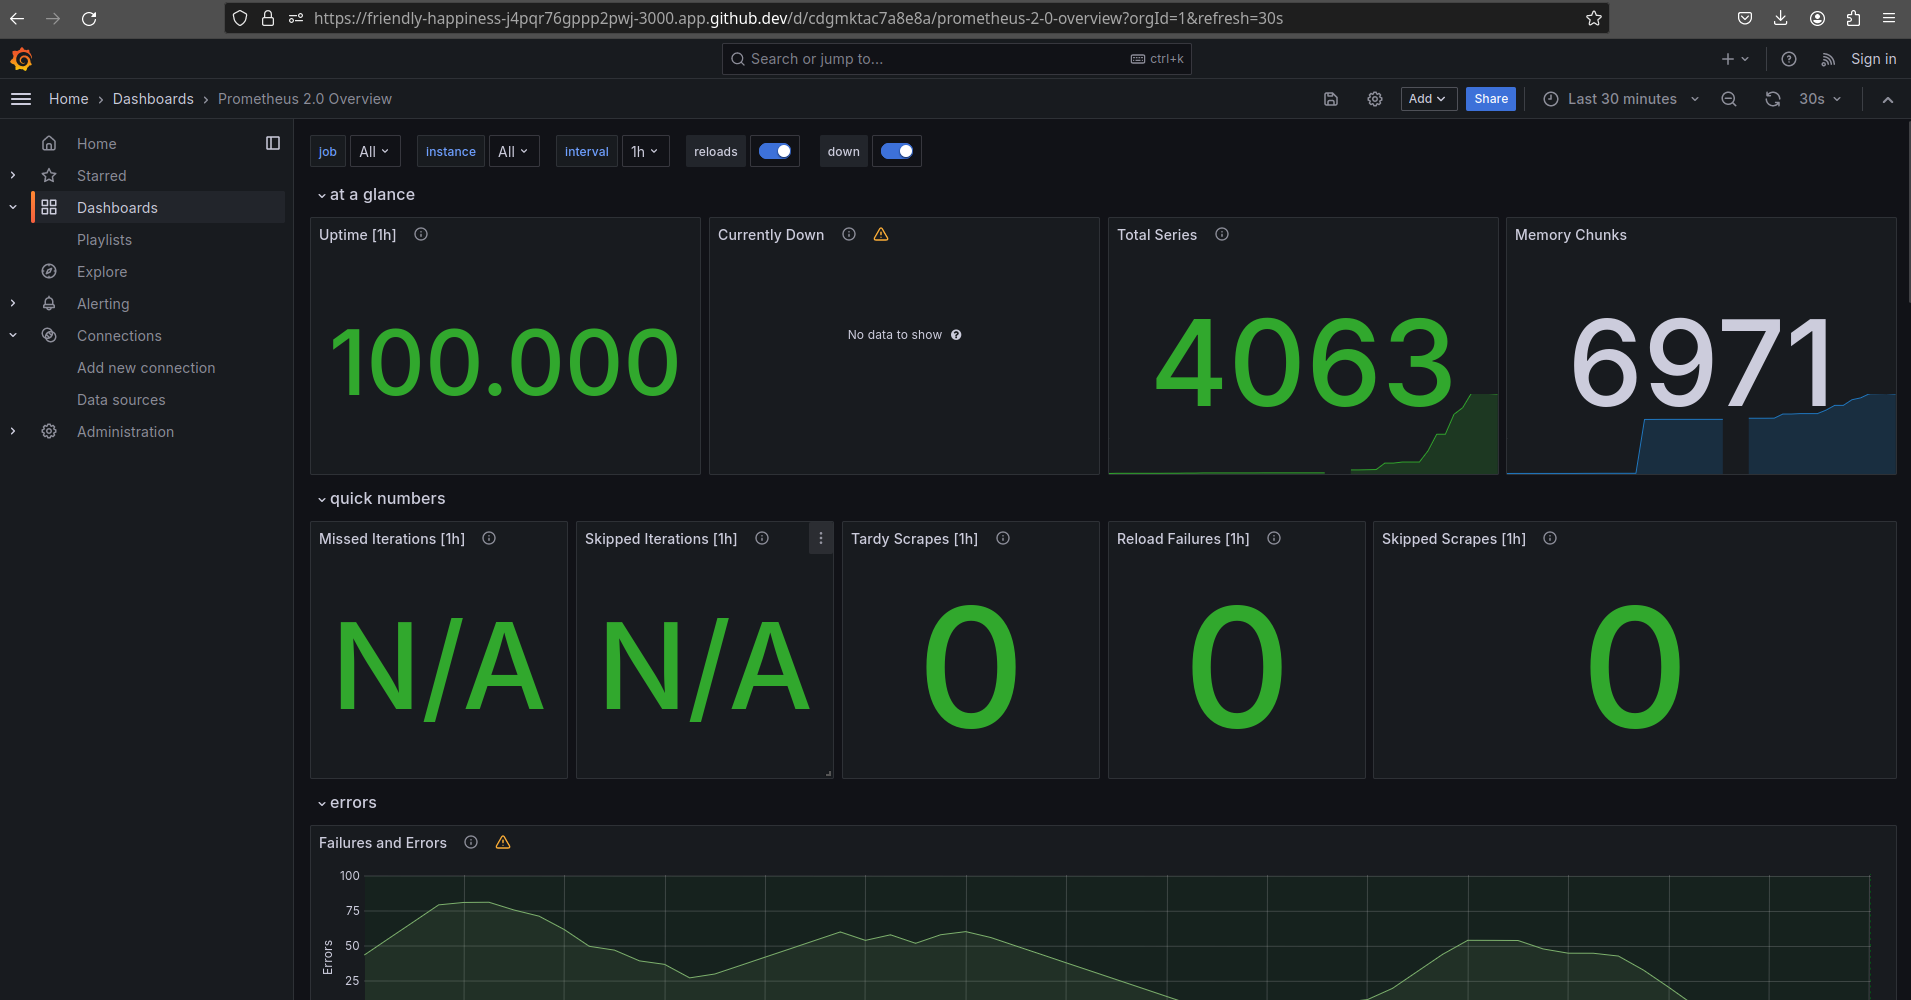 https://friendly-happiness-j4pqr76gppp2pwj-3000.app.github.dev/d/cdgmktac7a8e8a/prometheus-2-0-overview?orgId=1&refresh=30s
Search or jump to... ctrl+k Sign in
Home › Dashboards › Prometheus 2.0 Overview Add Share Last 30 minutes 30s
Home
Starred
Dashboards
Playlists
Explore
Alerting
Connections
Add new connection
Data sources
Administration
job All instance All interval 1h reloads down
at a glance
Uptime [1h] Currently Down Total Series Memory Chunks
100.000 No data to show 4063 6971
quick numbers
Missed Iterations [1h] Skipped Iterations [1h] Tardy Scrapes [1h] Reload Failures [1h] Skipped Scrapes [1h]
N/A N/A 0 0 0
errors
Failures and Errors
100
75
50
25
Errors